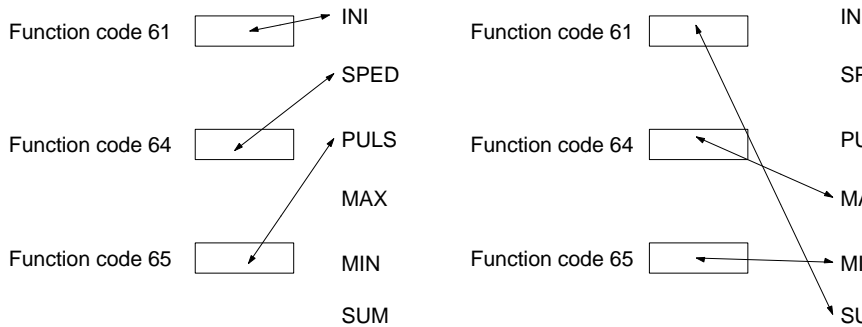 Function code 61
INI
SPED
Function code 64
PULS
MAX
Function code 65
MIN
SUM
Function code 61
Function code 64
Function code 65